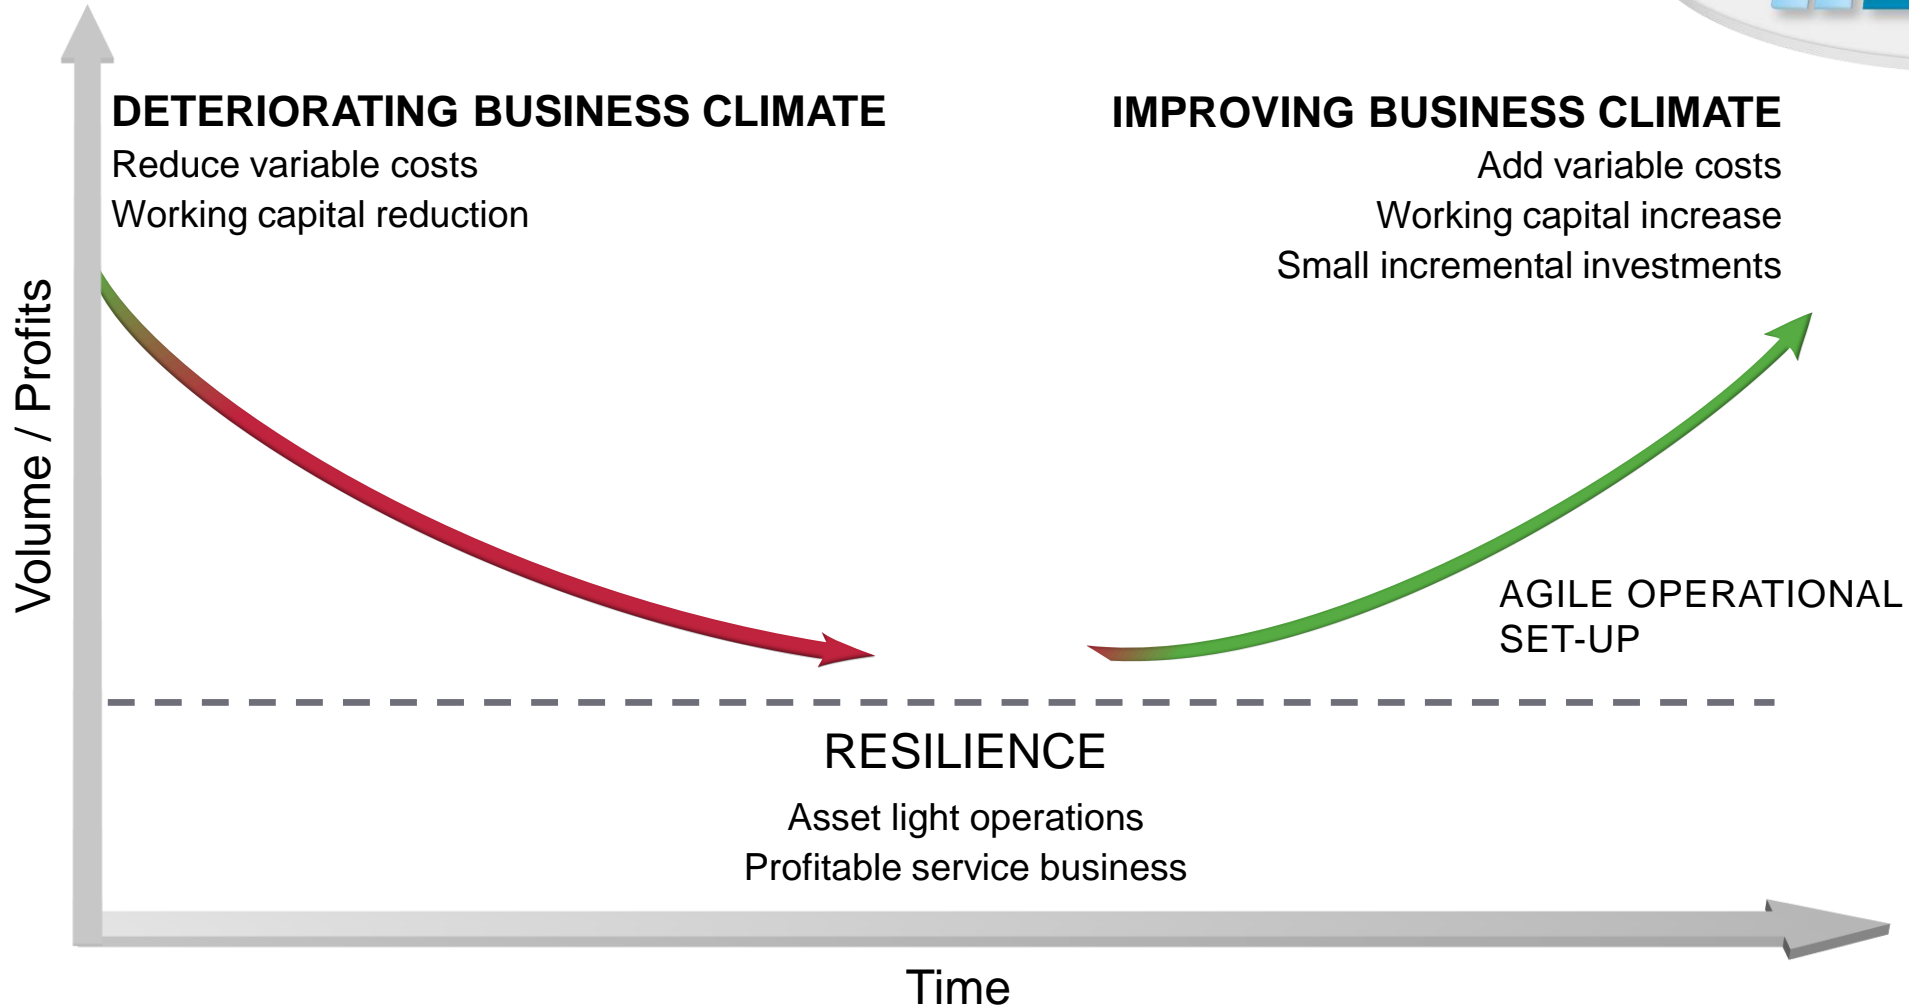 DETERIORATING BUSINESS CLIMATE
Reduce variable costs
Working capital reduction
IMPROVING BUSINESS CLIMATE
Add variable costs
Working capital increase
Small incremental investments
Volume / Profits
AGILE OPERATIONAL
SET-UP
RESILIENCE
Asset light operations
Profitable service business
Time